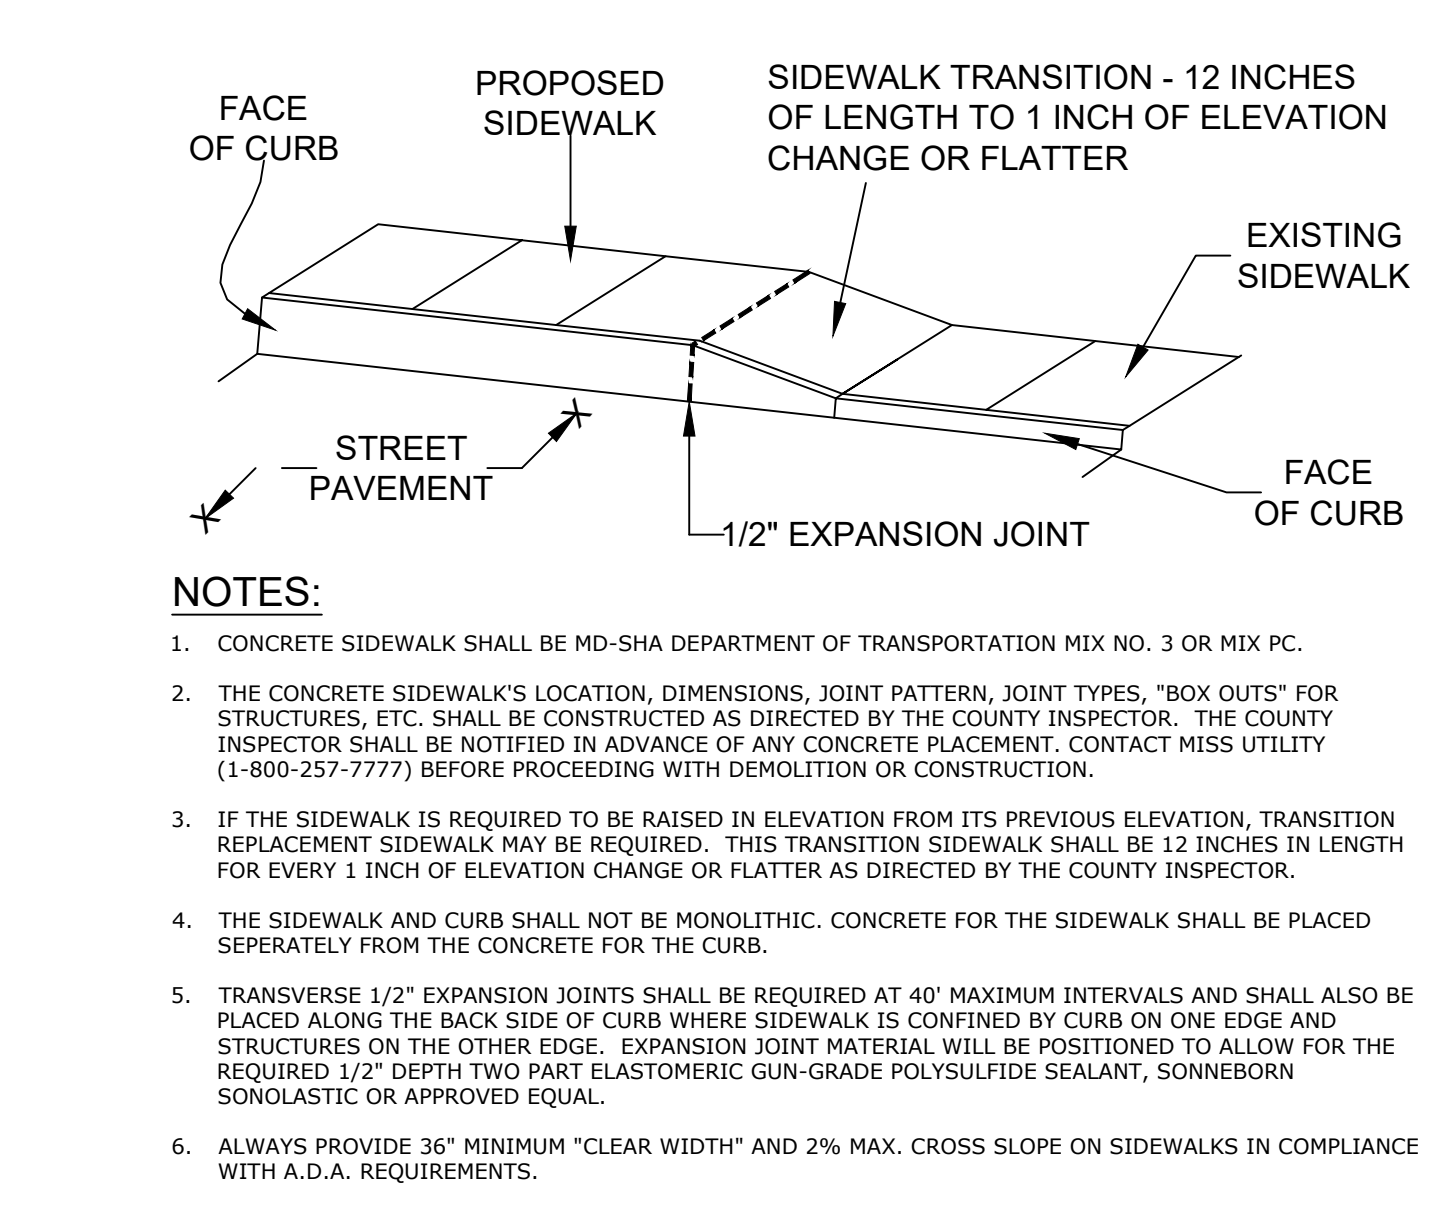 FACE
OF CURB
PROPOSED
SIDEWALK
SIDEWALK TRANSITION - 12 INCHES
OF LENGTH TO 1 INCH OF ELEVATION
CHANGE OR FLATTER
EXISTING
SIDEWALK
STREET
PAVEMENT
FACE
OF CURB
1/2" EXPANSION JOINT
NOTES:
1. CONCRETE SIDEWALK SHALL BE MD-SHA DEPARTMENT OF TRANSPORTATION MIX NO. 3 OR MIX PC.
2. THE CONCRETE SIDEWALK'S LOCATION, DIMENSIONS, JOINT PATTERN, JOINT TYPES, "BOX OUTS" FOR
STRUCTURES, ETC. SHALL BE CONSTRUCTED AS DIRECTED BY THE COUNTY INSPECTOR. THE COUNTY
INSPECTOR SHALL BE NOTIFIED IN ADVANCE OF ANY CONCRETE PLACEMENT. CONTACT MISS UTILITY
(1-800-257-7777) BEFORE PROCEEDING WITH DEMOLITION OR CONSTRUCTION.
3. IF THE SIDEWALK IS REQUIRED TO BE RAISED IN ELEVATION FROM ITS PREVIOUS ELEVATION, TRANSITION
REPLACEMENT SIDEWALK MAY BE REQUIRED. THIS TRANSITION SIDEWALK SHALL BE 12 INCHES IN LENGTH
FOR EVERY 1 INCH OF ELEVATION CHANGE OR FLATTER AS DIRECTED BY THE COUNTY INSPECTOR.
4. THE SIDEWALK AND CURB SHALL NOT BE MONOLITHIC. CONCRETE FOR THE SIDEWALK SHALL BE PLACED
SEPERATELY FROM THE CONCRETE FOR THE CURB.
5. TRANSVERSE 1/2" EXPANSION JOINTS SHALL BE REQUIRED AT 40' MAXIMUM INTERVALS AND SHALL ALSO BE
PLACED ALONG THE BACK SIDE OF CURB WHERE SIDEWALK IS CONFINED BY CURB ON ONE EDGE AND
STRUCTURES ON THE OTHER EDGE. EXPANSION JOINT MATERIAL WILL BE POSITIONED TO ALLOW FOR THE
REQUIRED 1/2" DEPTH TWO PART ELASTOMERIC GUN-GRADE POLYSULFIDE SEALANT, SONNEBORN
SONOLASTIC OR APPROVED EQUAL.
6. ALWAYS PROVIDE 36" MINIMUM "CLEAR WIDTH" AND 2% MAX. CROSS SLOPE ON SIDEWALKS IN COMPLIANCE
WITH A.D.A. REQUIREMENTS.